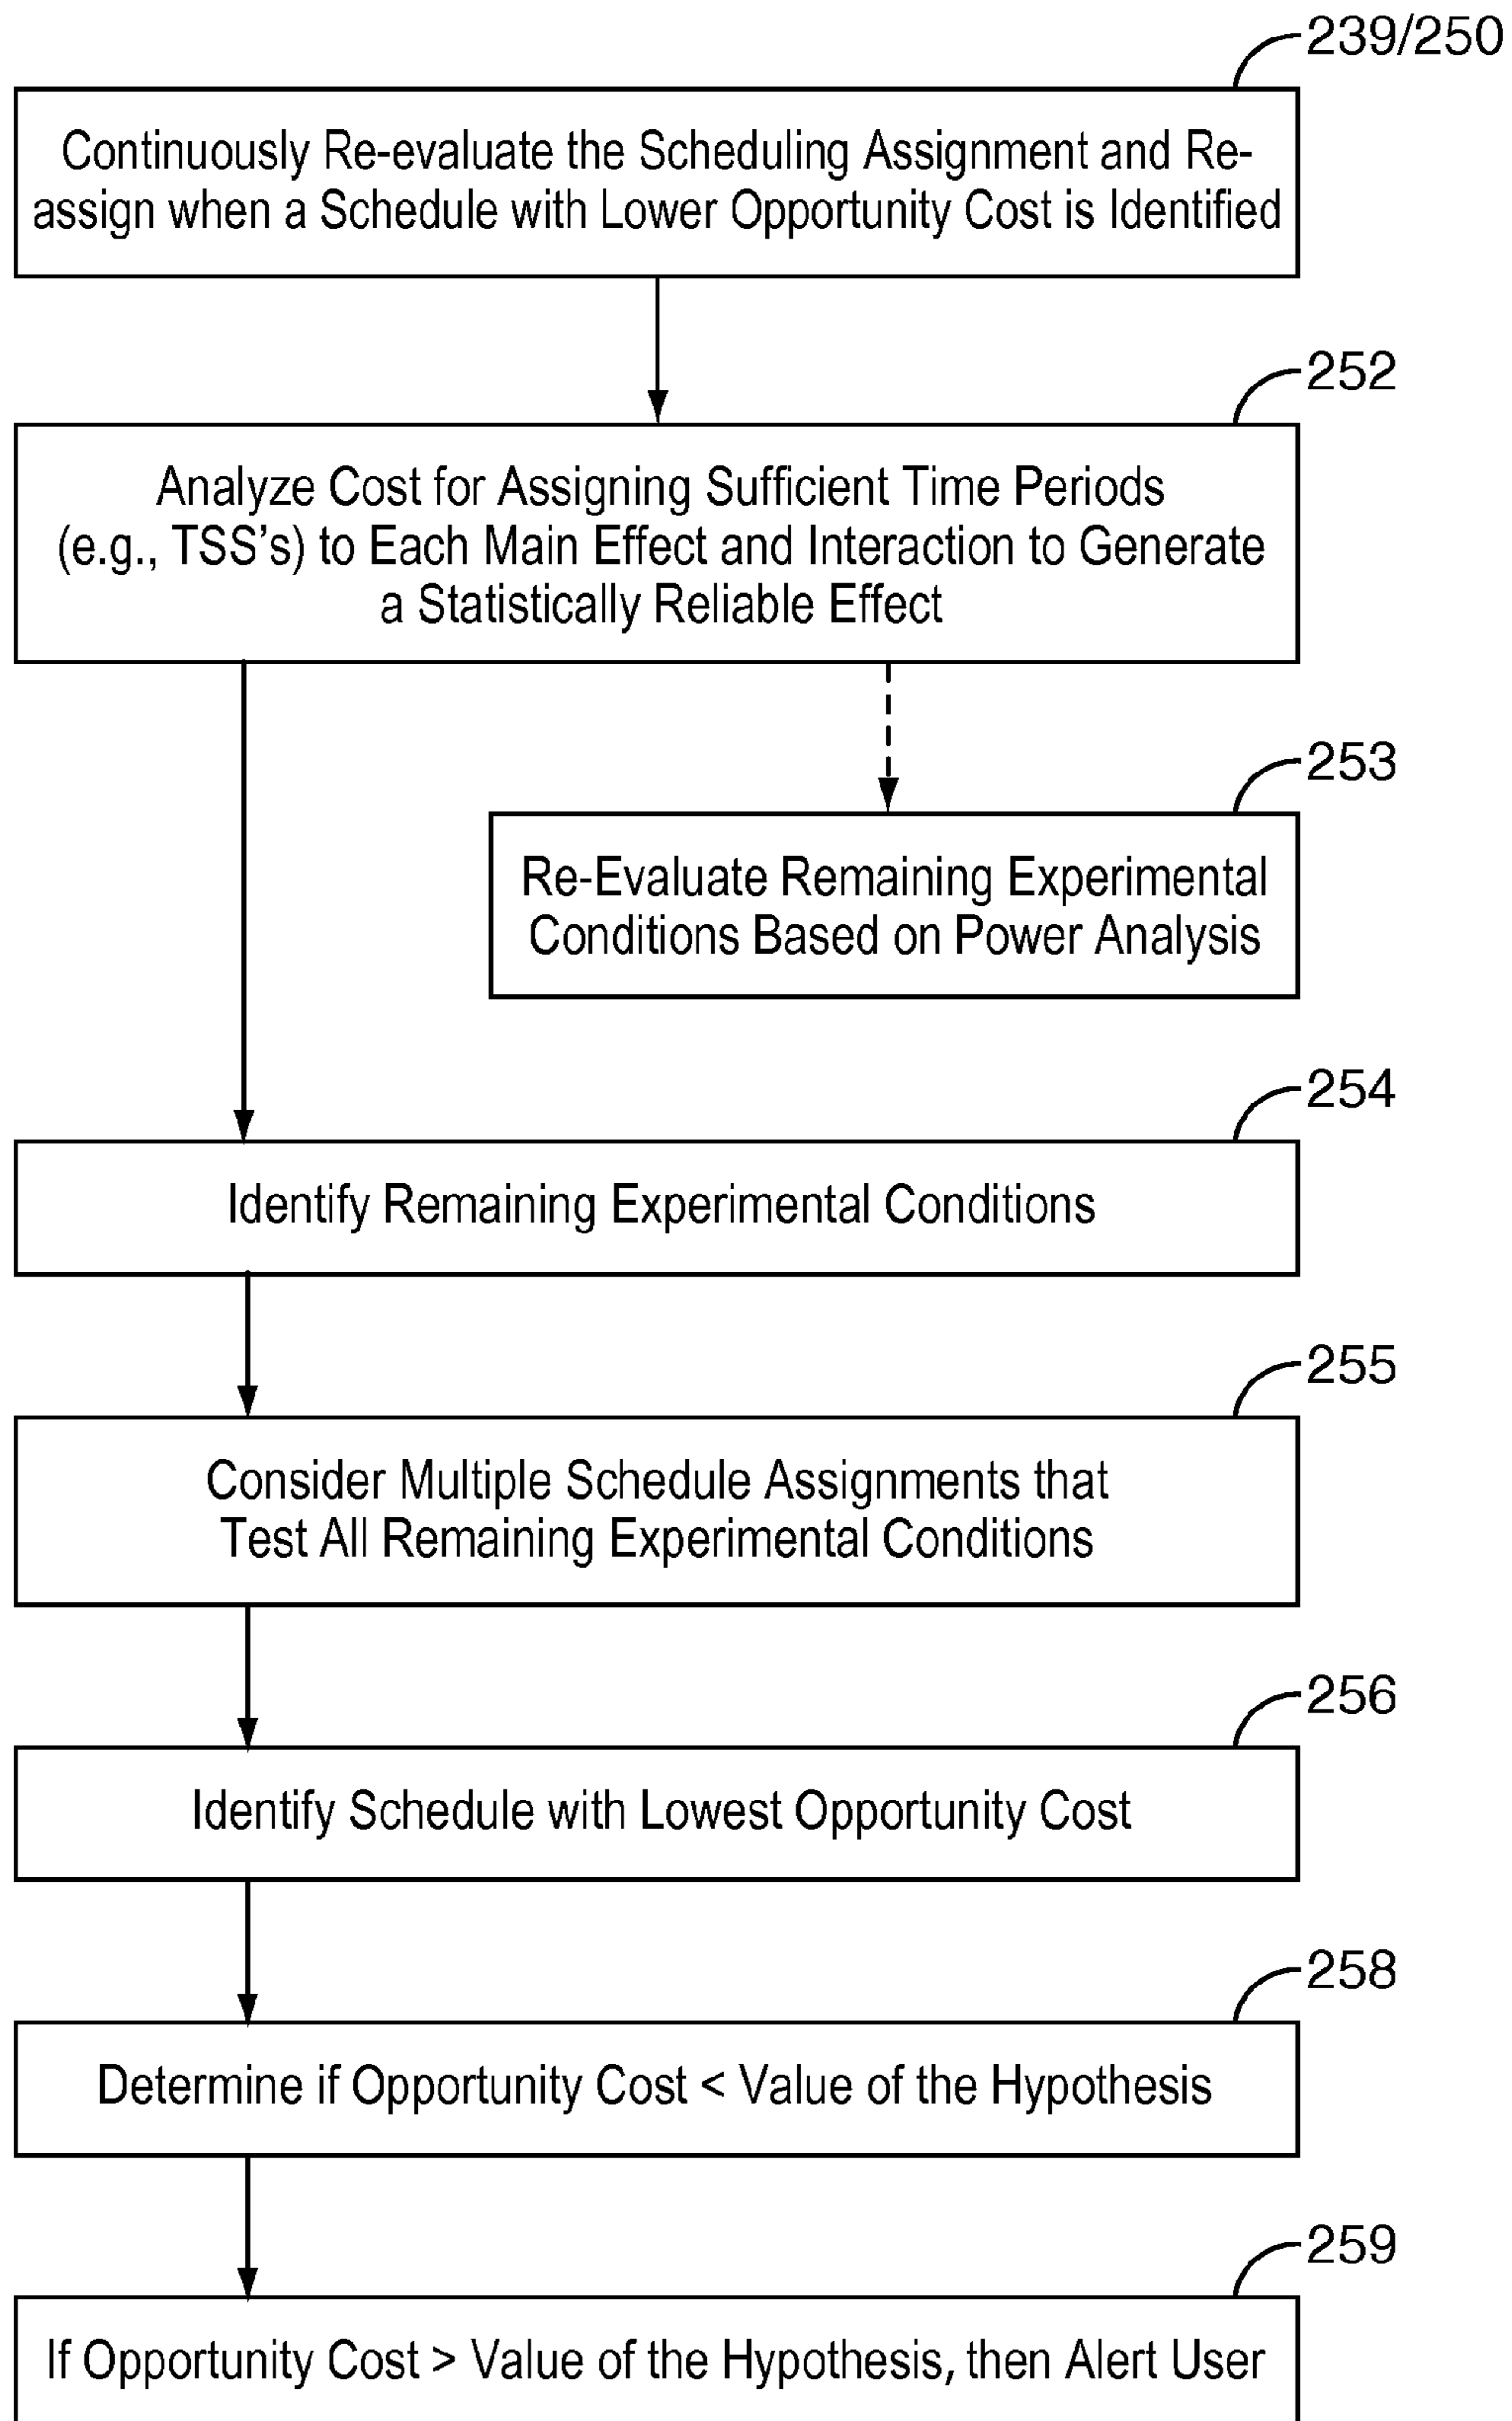 239/250
Continuously Re-evaluate the Scheduling Assignment and Re-
assign when a Schedule with Lower Opportunity Cost is Identified
252
Analyze Cost for Assigning Sufficient Time Periods
(e.g., TSS's) to Each Main Effect and Interaction to Generate
a Statistically Reliable Effect
253
Re-Evaluate Remaining Experimental
Conditions Based on Power Analysis
254
Identify Remaining Experimental Conditions
255
Consider Multiple Schedule Assignments that
Test All Remaining Experimental Conditions
256
Identify Schedule with Lowest Opportunity Cost
258
Determine if Opportunity Cost < Value of the Hypothesis
259
If Opportunity Cost > Value of the Hypothesis, then Alert User